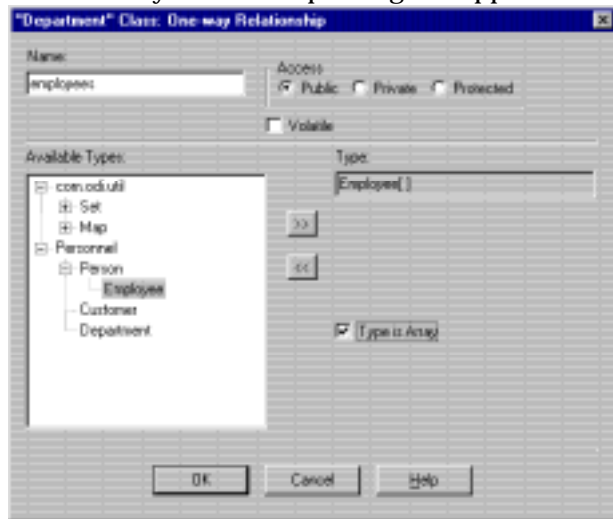 "Department" Class: One-way Relationship
Name:
employees
Access
Public Private Protected
Volatile
Available Types:
Type:
Employee[ ]
com.odi.util
Set
Map
>>
Personnel
Person
<<
Employee
Customer
Department
Type is Array
OK Cancel Help